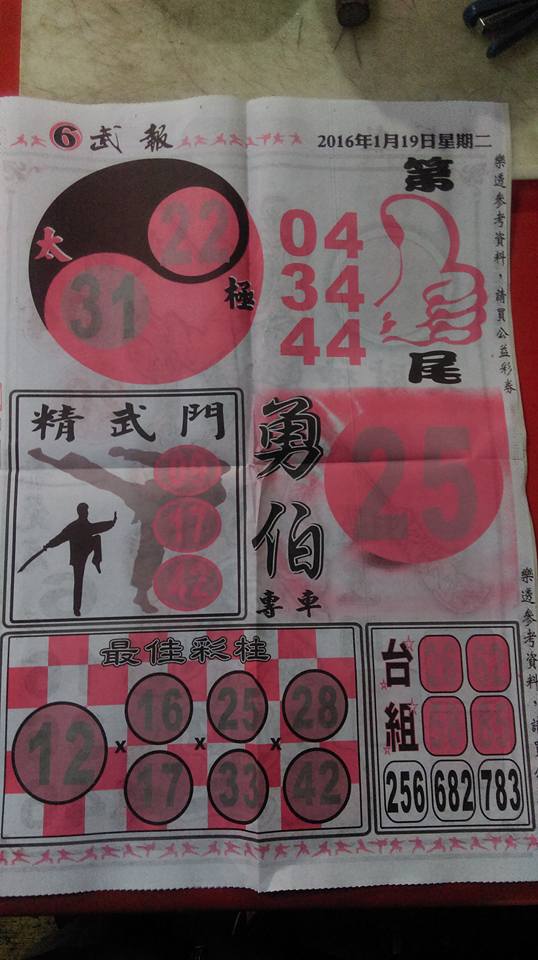 6 武報
2016年1月19日星期二
樂透參考資料，請買公益彩券
太極
22
31
第尾
04
34
44
精武門
17
42
勇伯
專車
25
最佳彩柱
12 x 16 x 25 x 28
17 33 42
台組
256 682 783
樂透參考資料，請